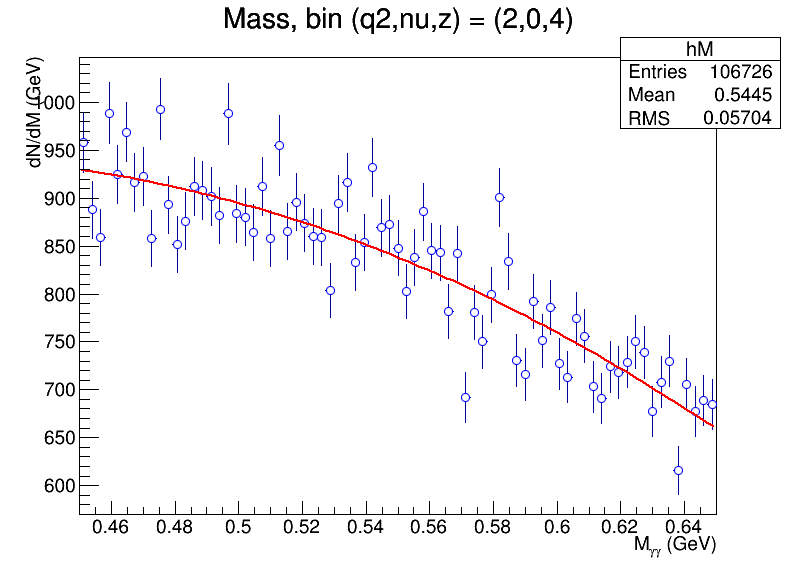 Mass, bin (q2,nu,z) = (2,0,4)
hM
Entries 106726
Mean 0.5445
RMS 0.05704
dN/dM (GeV)
1000
950
900
850
800
750
700
650
600
0.46 0.48 0.5 0.52 0.54 0.56 0.58 0.6 0.62 0.64
Mγγ (GeV)